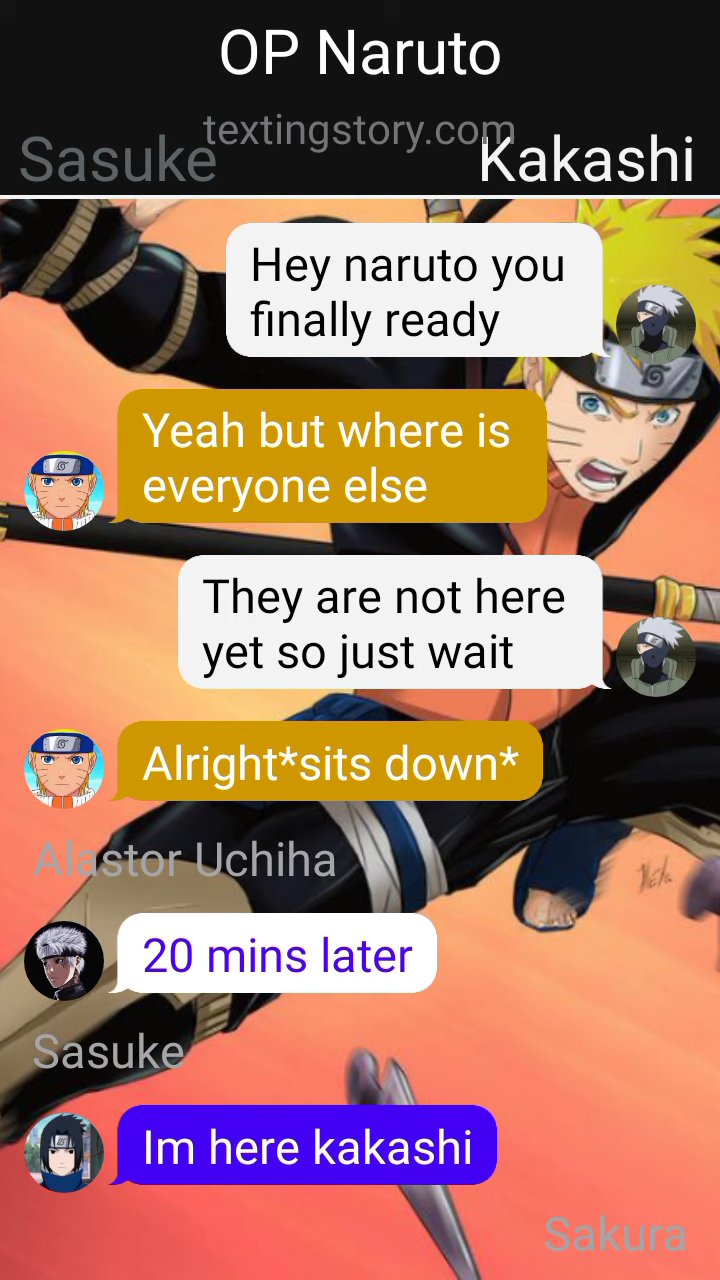 OP Naruto
textingstory.com
Sasuke
Kakashi
Hey naruto you
finally ready
Yeah but where is
everyone else
They are not here
yet so just wait
Alright*sits down*
Alastor Uchiha
20 mins later
Sasuke
Im here kakashi
Sakura